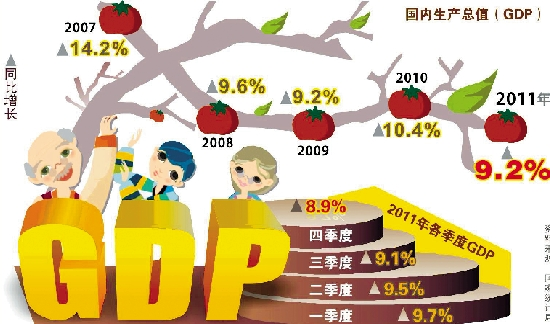 国内生产总值（GDP）
2007
▲14.2%
▲同比增长
▲9.6%
2008
▲9.2%
2009
2010
▲10.4%
2011年
▲9.2%
GDP
2011年各季度GDP
▲8.9%
四季度
三季度 ▲9.1%
二季度 ▲9.5%
一季度 ▲9.7%